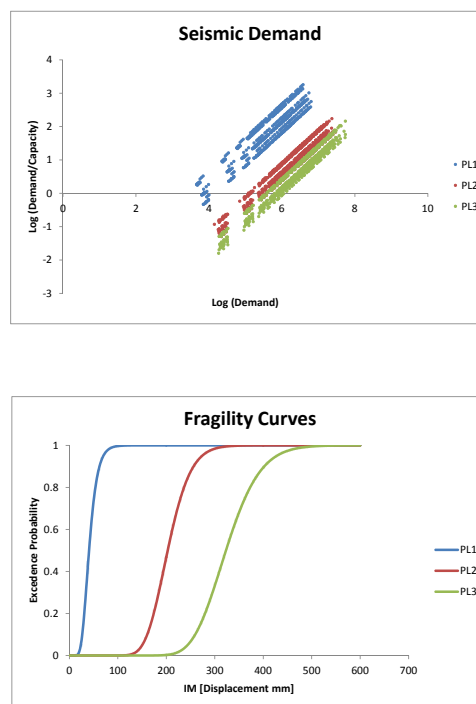 Seismic Demand
4
3
2
1
0
-1
-2
-3
0 2 4 6 8 10
Log (Demand/Capacity)
Log (Demand)
PL1
PL2
PL3
Fragility Curves
1
0.8
0.6
0.4
0.2
0
0 100 200 300 400 500 600 700
Excedence Probability
IM [Displacement mm]
PL1
PL2
PL3